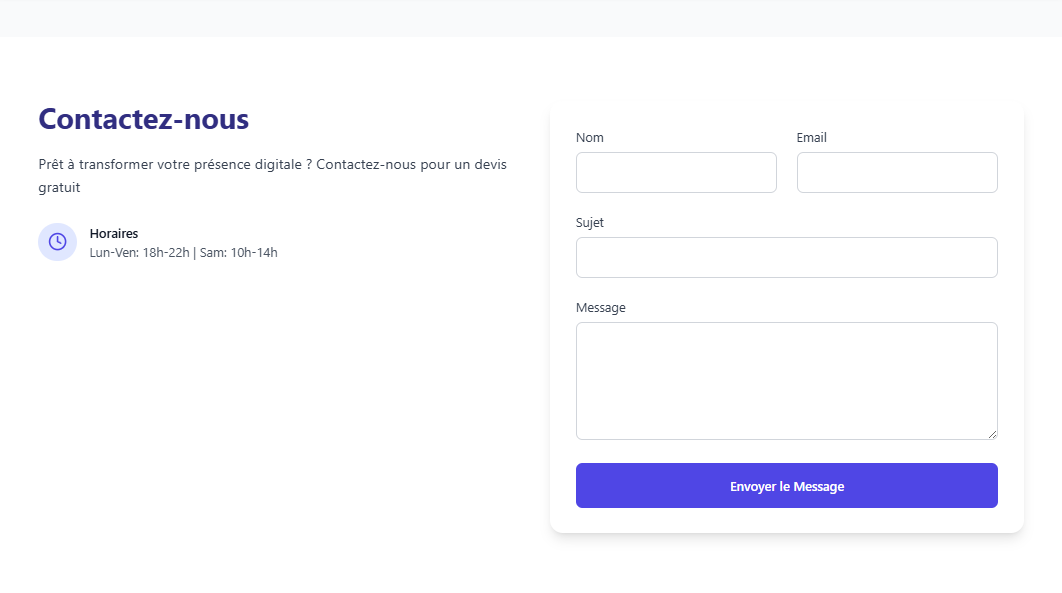 Contactez-nous
Prêt à transformer votre présence digitale ? Contactez-nous pour un devis
gratuit
Horaires
Lun-Ven: 18h-22h | Sam: 10h-14h
Nom
Email
Sujet
Message
Envoyer le Message